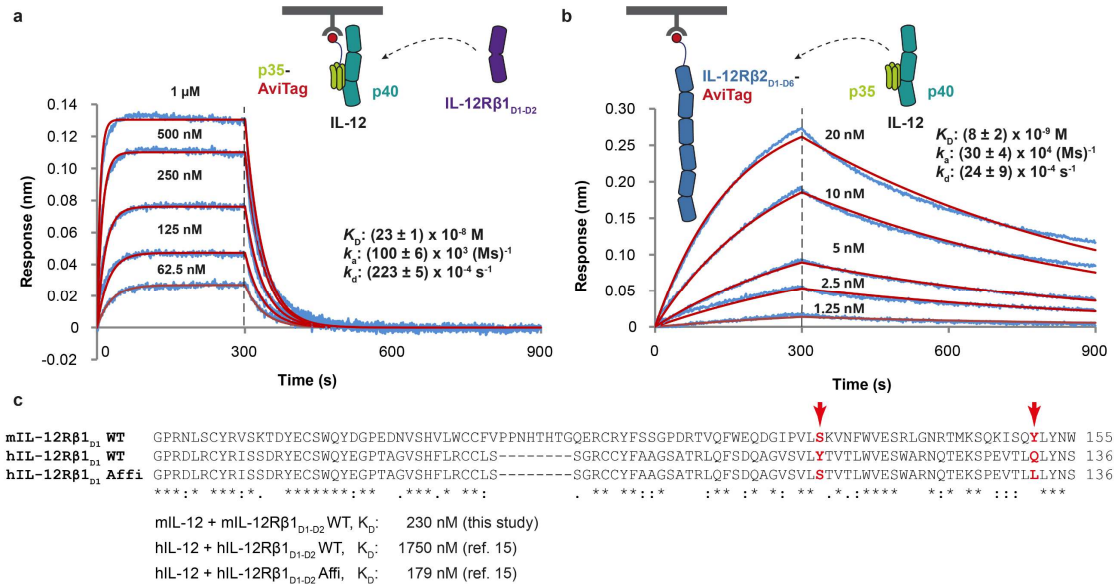 a
p35-
AviTag
p40
IL-12
IL-12Rβ1D1-D2
1 µM
500 nM
250 nM
125 nM
62.5 nM
KD: (23 ± 1) x 10-8 M
ka: (100 ± 6) x 103 (Ms)-1
kd: (223 ± 5) x 10-4 s-1
Response (nm)
0.14
0.12
0.10
0.08
0.06
0.04
0.02
0
-0.02
0 300 600 900
Time (s)
b
IL-12Rβ2D1-D6-
AviTag
p35
p40
IL-12
20 nM
10 nM
5 nM
2.5 nM
1.25 nM
KD: (8 ± 2) x 10-9 M
ka: (30 ± 4) x 104 (Ms)-1
kd: (24 ± 9) x 10-4 s-1
Response (nm)
0.30
0.25
0.20
0.15
0.10
0.05
0
0 300 600 900
Time (s)
c
mIL-12Rβ1D1 WT GPRNLSCYRVSKTDYECSWQYDGPEDNVSHVLWCCFVPPNHTHTGQERCRYFSSGPDRTVQFWEQDGIPVLSKVNFWVESRLGNRTMKSQKISQYLYNW 155
hIL-12Rβ1D1 WT GPRDLRCYRISSDRYECSWQYEGPTAGVSHFLRCCLS--------SGRCCYFAAGSATRLQFSDQAGVSVLYTVTLWVESWARNQTEKSPEVTLQLYNS 136
hIL-12Rβ1D1 Affi GPRDLRCYRISSDRYECSWQYEGPTAGVSHFLRCCLS--------SGRCCYFAAGSATRLQFSDQAGVSVLSTVTLWVESWARNQTEKSPEVTLLLYNS 136
mIL-12 + mIL-12Rβ1D1-D2 WT, KD: 230 nM (this study)
hIL-12 + hIL-12Rβ1D1-D2 WT, KD: 1750 nM (ref. 15)
hIL-12 + hIL-12Rβ1D1-D2 Affi, KD: 179 nM (ref. 15)